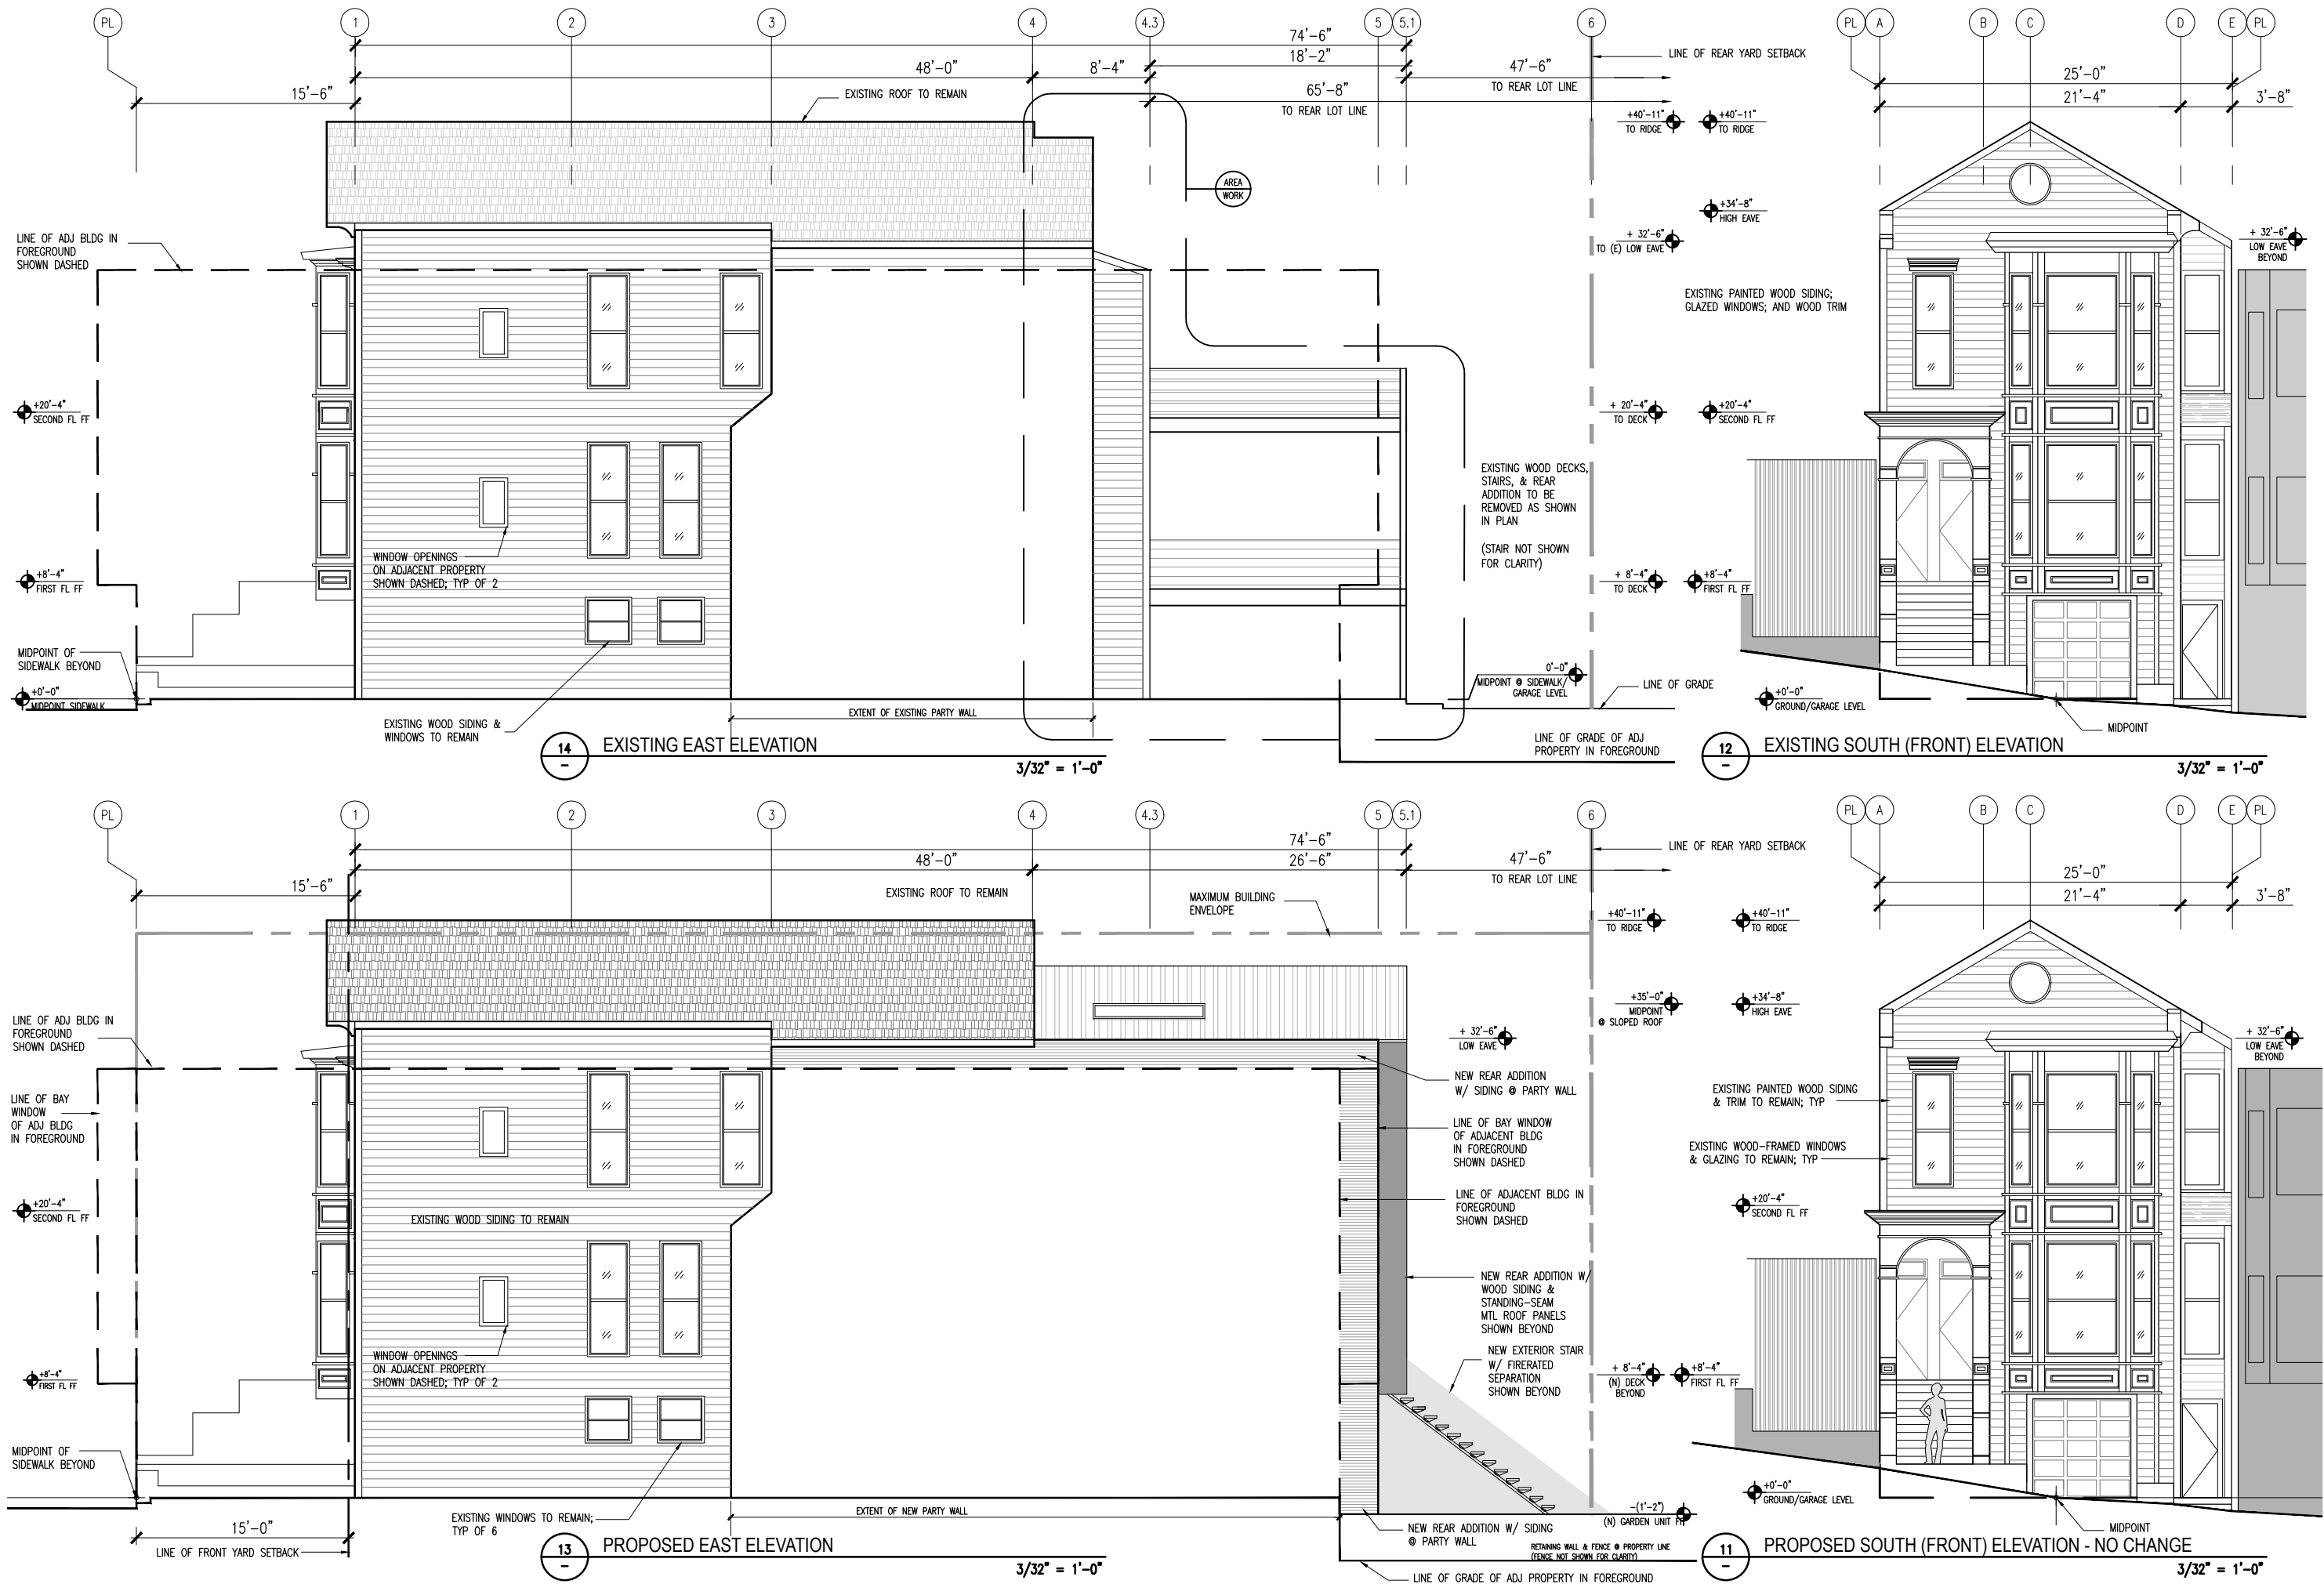 PL
1
2
3
4
4.3
5
5.1
6
74'-6"
18'-2"
48'-0"
8'-4"
47'-6"
TO REAR LOT LINE
15'-6"
65'-8"
TO REAR LOT LINE
LINE OF REAR YARD SETBACK
EXISTING ROOF TO REMAIN
+40'-11"
TO RIDGE
AREA
WORK
LINE OF ADJ BLDG IN
FOREGROUND
SHOWN DASHED
+ 32'-6"
TO (E) LOW EAVE
+20'-4"
SECOND FL FF
+ 20'-4"
TO DECK
EXISTING WOOD DECKS,
STAIRS, & REAR
ADDITION TO BE
REMOVED AS SHOWN
IN PLAN
(STAIR NOT SHOWN
FOR CLARITY)
WINDOW OPENINGS
ON ADJACENT PROPERTY
SHOWN DASHED; TYP OF 2
+8'-4"
FIRST FL FF
+ 8'-4"
TO DECK
MIDPOINT OF
SIDEWALK BEYOND
+0'-0"
MIDPOINT SIDEWALK
0'-0"
MIDPOINT @ SIDEWALK/
GARAGE LEVEL
LINE OF GRADE
EXTENT OF EXISTING PARTY WALL
EXISTING WOOD SIDING &
WINDOWS TO REMAIN
LINE OF GRADE OF ADJ
PROPERTY IN FOREGROUND
14
–
EXISTING EAST ELEVATION
3/32" = 1'-0"
PL
A
B
C
D
E
PL
25'-0"
21'-4"
3'-8"
+40'-11"
TO RIDGE
+34'-8"
HIGH EAVE
+ 32'-6"
LOW EAVE
BEYOND
EXISTING PAINTED WOOD SIDING;
GLAZED WINDOWS; AND WOOD TRIM
+20'-4"
SECOND FL FF
+8'-4"
FIRST FL FF
+0'-0"
GROUND/GARAGE LEVEL
MIDPOINT
12
–
EXISTING SOUTH (FRONT) ELEVATION
3/32" = 1'-0"
PL
1
2
3
4
4.3
5
5.1
6
74'-6"
48'-0"
26'-6"
47'-6"
TO REAR LOT LINE
15'-6"
LINE OF REAR YARD SETBACK
EXISTING ROOF TO REMAIN
MAXIMUM BUILDING
ENVELOPE
+40'-11"
TO RIDGE
+35'-0"
MIDPOINT
@ SLOPED ROOF
LINE OF ADJ BLDG IN
FOREGROUND
SHOWN DASHED
+ 32'-6"
LOW EAVE
NEW REAR ADDITION
W/ SIDING @ PARTY WALL
LINE OF BAY
WINDOW
OF ADJ BLDG
IN FOREGROUND
LINE OF BAY WINDOW
OF ADJACENT BLDG
IN FOREGROUND
SHOWN DASHED
LINE OF ADJACENT BLDG IN
FOREGROUND
SHOWN DASHED
+20'-4"
SECOND FL FF
EXISTING WOOD SIDING TO REMAIN
NEW REAR ADDITION W/
WOOD SIDING &
STANDING-SEAM
MTL ROOF PANELS
SHOWN BEYOND
WINDOW OPENINGS
ON ADJACENT PROPERTY
SHOWN DASHED; TYP OF 2
NEW EXTERIOR STAIR
W/ FIRERATED
SEPARATION
SHOWN BEYOND
+8'-4"
FIRST FL FF
+ 8'-4"
(N) DECK
BEYOND
MIDPOINT OF
SIDEWALK BEYOND
-(1'-2")
(N) GARDEN UNIT FF
EXISTING WINDOWS TO REMAIN;
TYP OF 6
EXTENT OF NEW PARTY WALL
15'-0"
LINE OF FRONT YARD SETBACK
NEW REAR ADDITION W/ SIDING
@ PARTY WALL
RETAINING WALL & FENCE @ PROPERTY LINE
(FENCE NOT SHOWN FOR CLARITY)
LINE OF GRADE OF ADJ PROPERTY IN FOREGROUND
13
–
PROPOSED EAST ELEVATION
3/32" = 1'-0"
PL
A
B
C
D
E
PL
25'-0"
21'-4"
3'-8"
+40'-11"
TO RIDGE
+34'-8"
HIGH EAVE
+ 32'-6"
LOW EAVE
BEYOND
EXISTING PAINTED WOOD SIDING
& TRIM TO REMAIN; TYP
EXISTING WOOD-FRAMED WINDOWS
& GLAZING TO REMAIN; TYP
+20'-4"
SECOND FL FF
+8'-4"
FIRST FL FF
+0'-0"
GROUND/GARAGE LEVEL
MIDPOINT
11
–
PROPOSED SOUTH (FRONT) ELEVATION - NO CHANGE
3/32" = 1'-0"